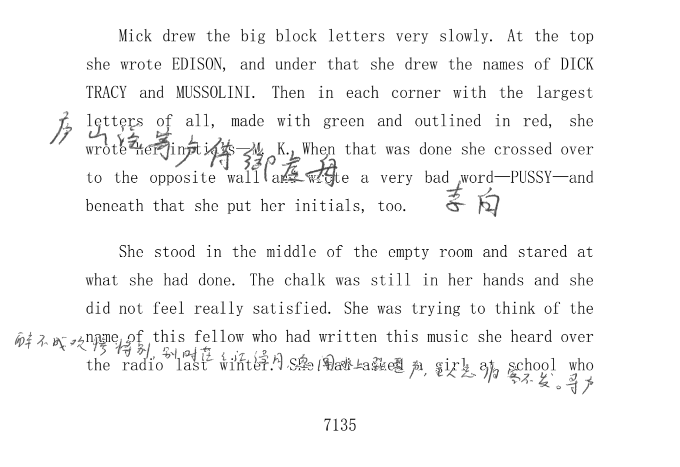 Mick drew the big block letters very slowly. At the top
she wrote EDISON, and under that she drew the names of DICK
TRACY and MUSSOLINI. Then in each corner with the largest
letters of all, made with green and outlined in red, she
庐山谣寄卢侍御虚舟
wrote her initials—M. K. When that was done she crossed over
to the opposite wall and wrote a very bad word—PUSSY—and
beneath that she put her initials, too.
李白
She stood in the middle of the empty room and stared at
what she had done. The chalk was still in her hands and she
did not feel really satisfied. She was trying to think of the
name of this fellow who had written this music she heard over
醉不成欢惨将别,别时茫茫江浸月。忽闻水上琵琶声,主人忘归客不发。寻声
the radio last winter. She had asked a girl at school who
7135